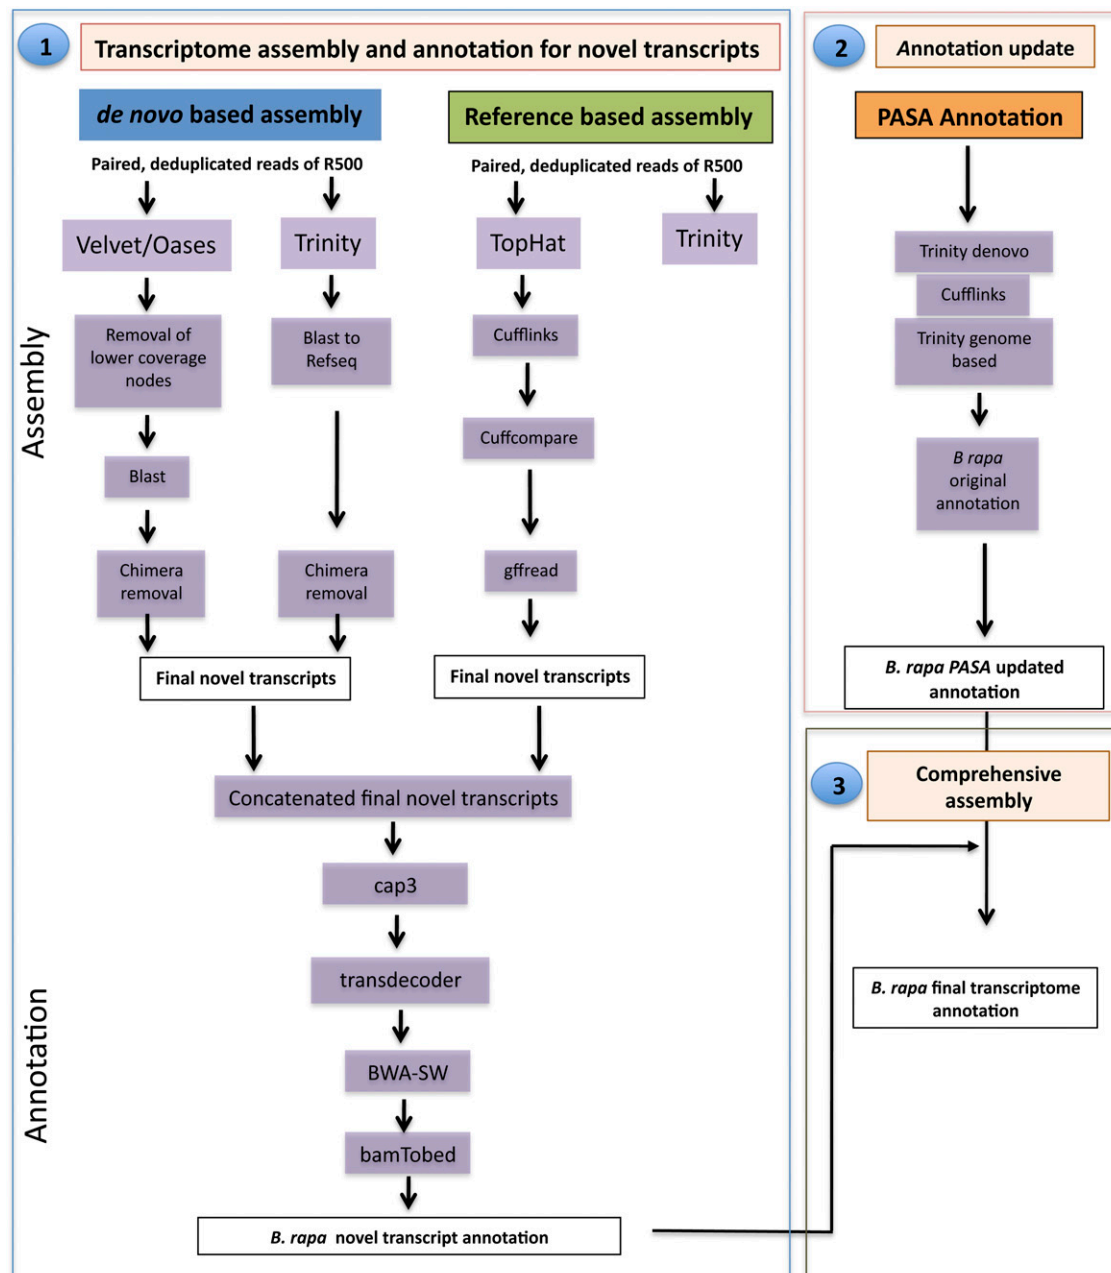 1
Transcriptome assembly and annotation for novel transcripts
de novo based assembly
Reference based assembly
Paired, deduplicated reads of R500
Paired, deduplicated reads of R500
Velvet/Oases
Trinity
TopHat
Trinity
Removal of
lower coverage
nodes
Blast to
Refseq
Cufflinks
Cuffcompare
Blast
Chimera
removal
Chimera
removal
gffread
Final novel transcripts
Final novel transcripts
Assembly
Concatenated final novel transcripts
cap3
transdecoder
BWA-SW
bamTobed
B. rapa novel transcript annotation
Annotation
2
Annotation update
PASA Annotation
Trinity denovo
Cufflinks
Trinity genome
based
B rapa
original
annotation
B. rapa PASA updated
annotation
3
Comprehensive
assembly
B. rapa final transcriptome
annotation